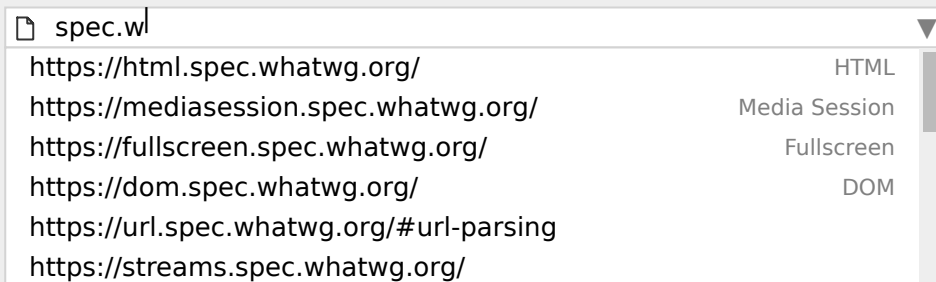 spec.w
https://html.spec.whatwg.org/ HTML
https://mediasession.spec.whatwg.org/ Media Session
https://fullscreen.spec.whatwg.org/ Fullscreen
https://dom.spec.whatwg.org/ DOM
https://url.spec.whatwg.org/#url-parsing
https://streams.spec.whatwg.org/